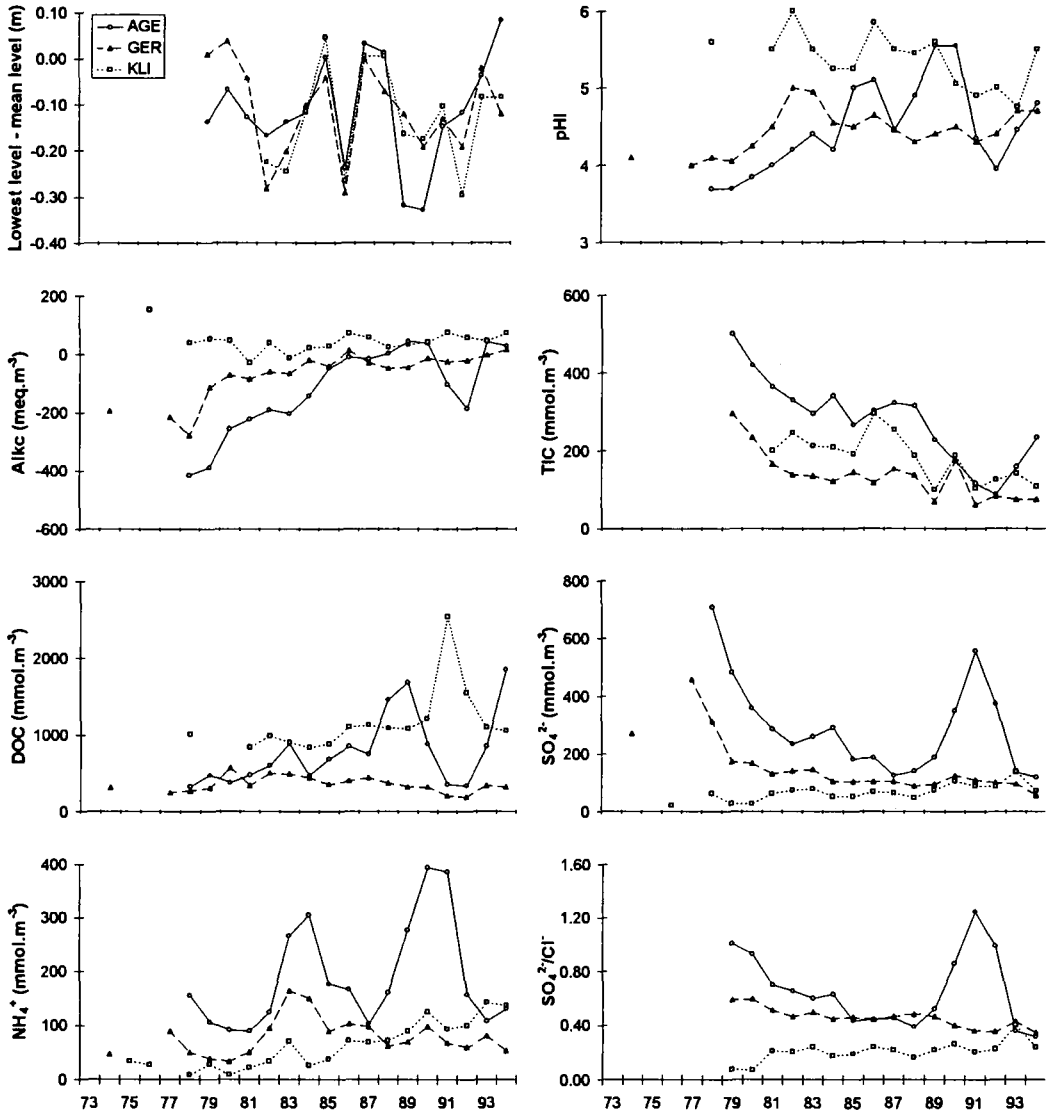 Lowest level - mean level (m)
0.10
0.00
-0.10
-0.20
-0.30
-0.40
AGE
GER
KLI
pHI
6
5
4
3
Alkc (meq.m⁻³)
200
0
-200
-400
-600
TIC (mmol.m⁻³)
600
400
200
0
DOC (mmol.m⁻³)
3000
2000
1000
0
SO₄²⁻ (mmol.m⁻³)
800
600
400
200
0
NH₄⁺ (mmol.m⁻³)
400
300
200
100
0
73 75 77 79 81 83 85 87 89 91 93
SO₄²⁻/Cl⁻
1.60
1.20
0.80
0.40
0.00
73 75 77 79 81 83 85 87 89 91 93